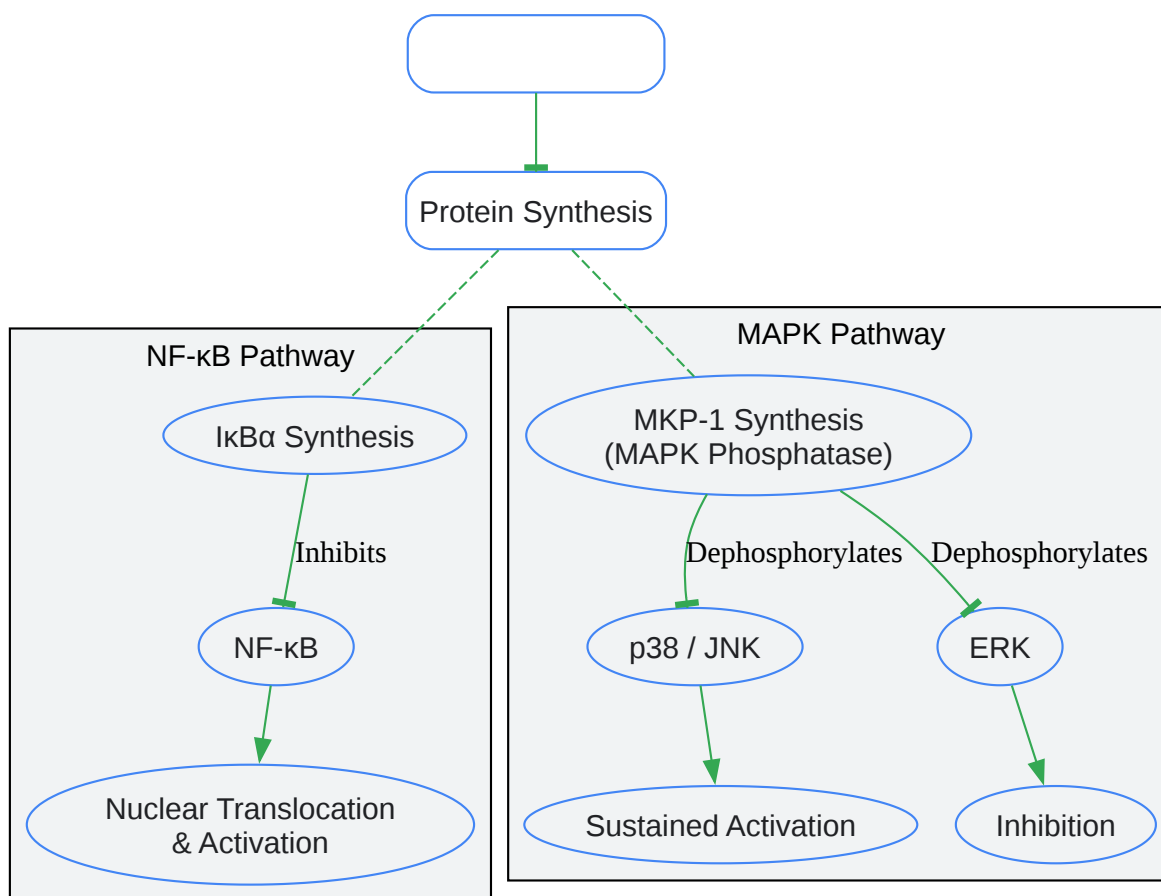 Protein Synthesis
NF-κB Pathway
IκBα Synthesis
Inhibits
NF-κB
Nuclear Translocation
& Activation
MAPK Pathway
MKP-1 Synthesis
(MAPK Phosphatase)
Dephosphorylates
Dephosphorylates
p38 / JNK
ERK
Sustained Activation
Inhibition